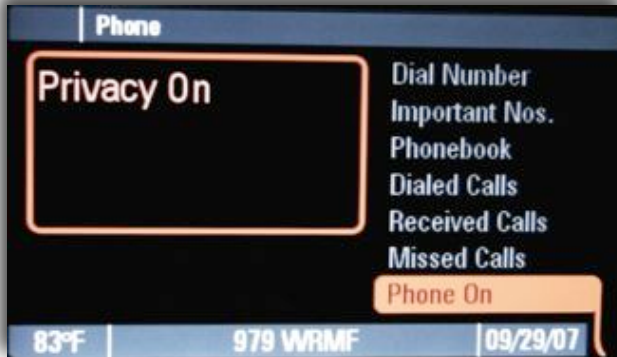 Phone
Privacy On
Dial Number
Important Nos.
Phonebook
Dialed Calls
Received Calls
Missed Calls
Phone On
83°F 979 WRMF 09/29/07